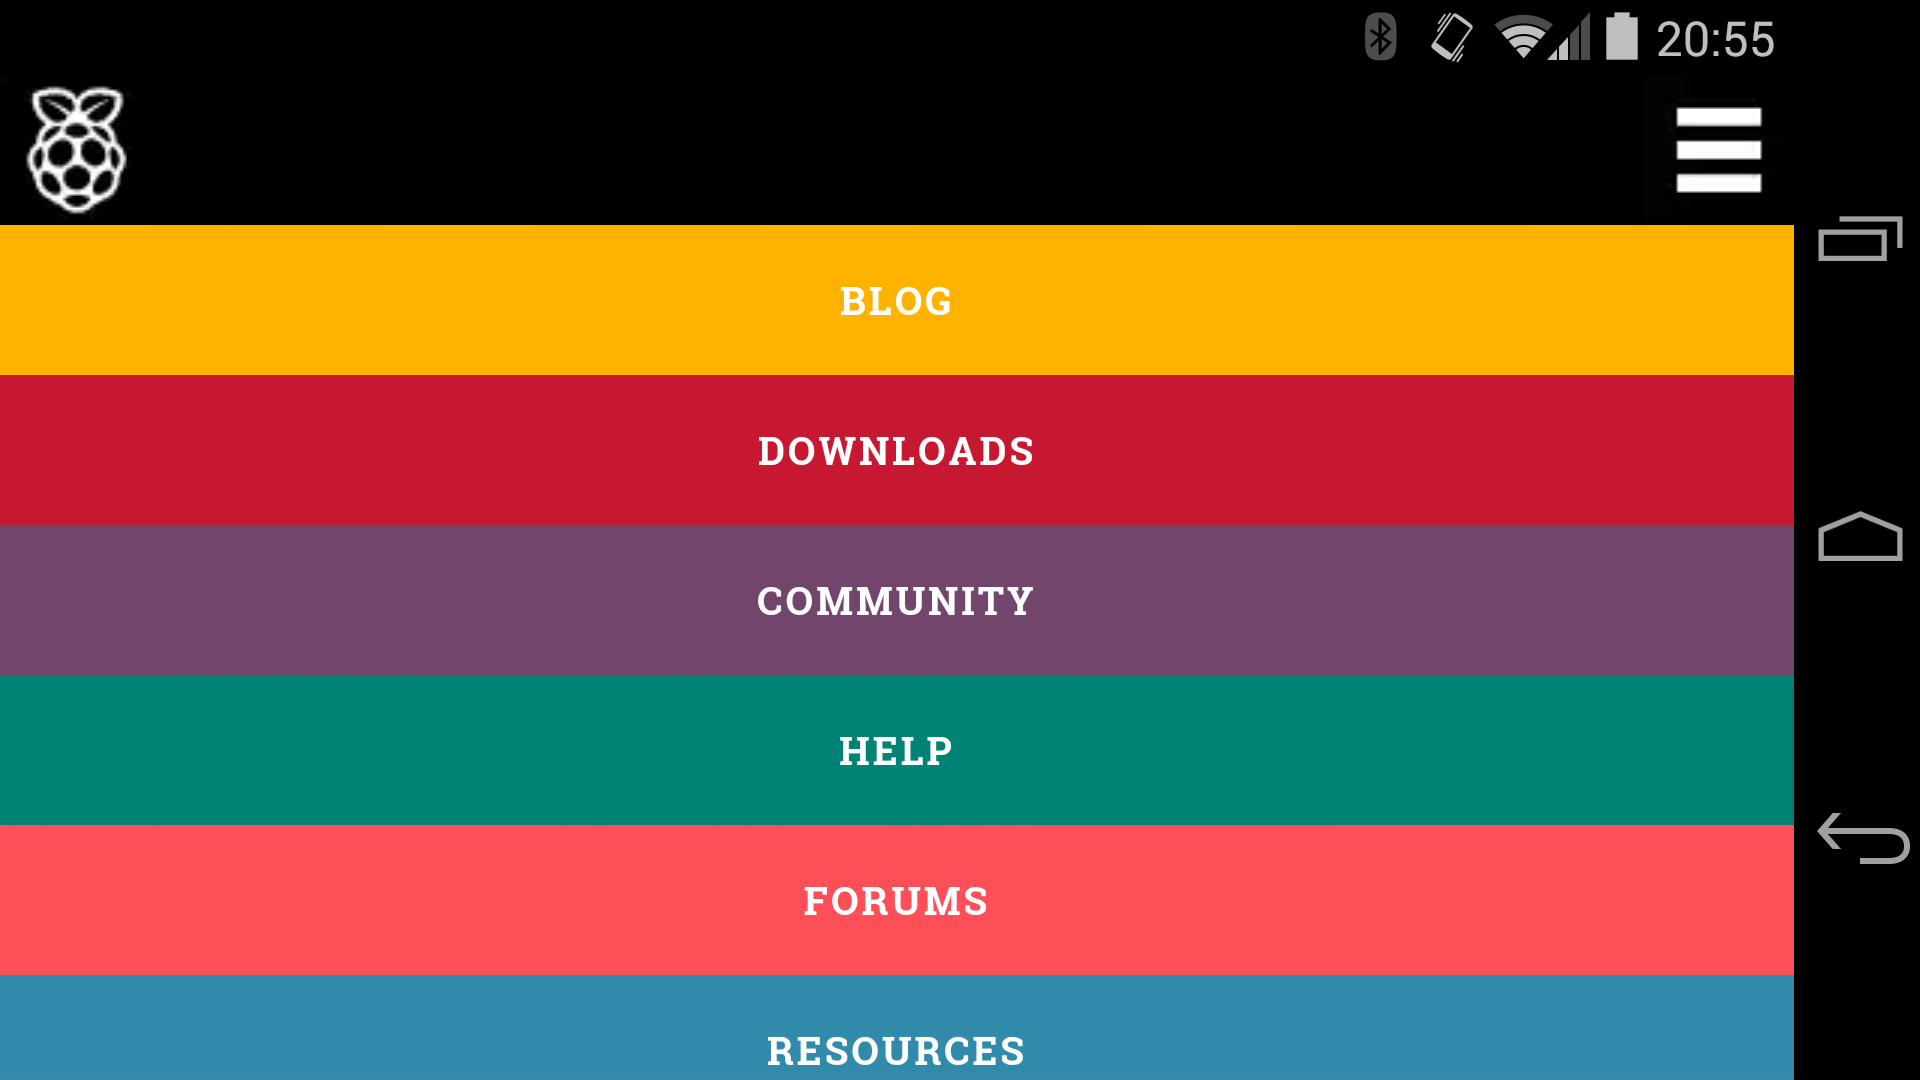 20:55
BLOG
DOWNLOADS
COMMUNITY
HELP
FORUMS
RESOURCES